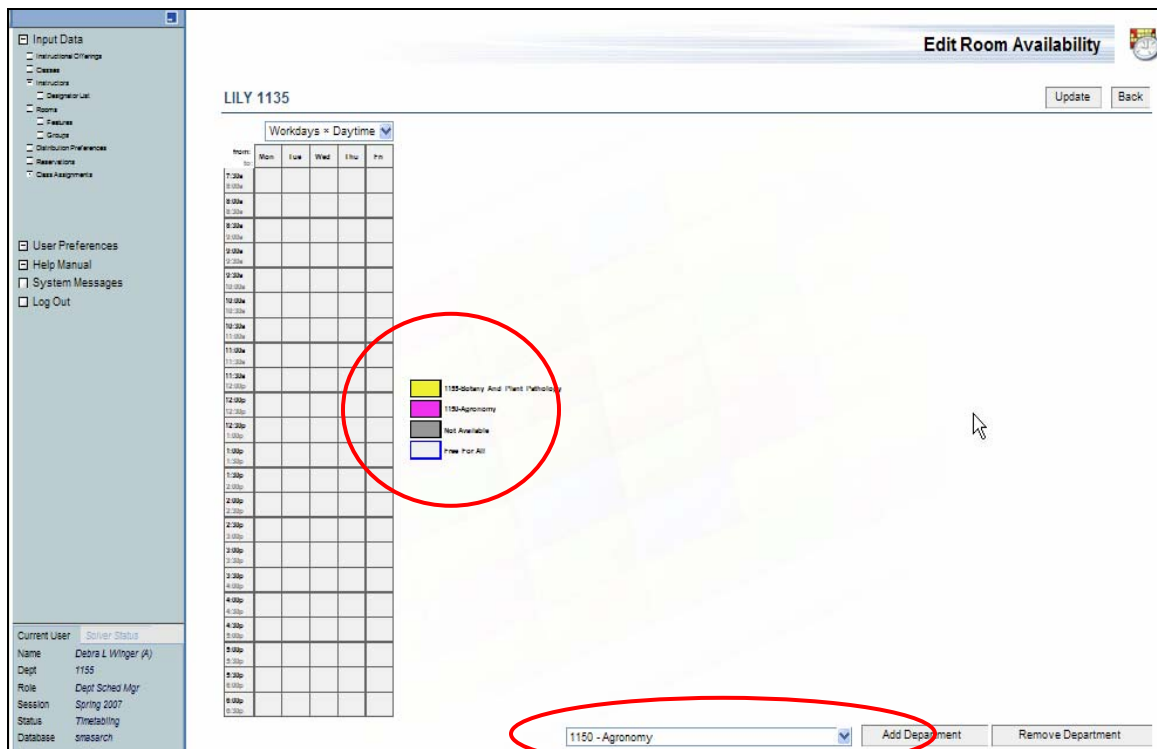 Input Data
Instructional Offerings
Classes
Instructors
Designator List
Rooms
Features
Groups
Distribution Preferences
Reservations
Class Assignments
User Preferences
Help Manual
System Messages
Log Out
Current User Solver Status
Name Debra L Winger (A)
Dept 1155
Role Dept Sched Mgr
Session Spring 2007
Status Timetabling
Database smasarch
Edit Room Availability
LILY 1135
Update Back
Workdays × Daytime
from: Mon Tue Wed Thu Fri
to:
7:30a
8:00a
8:00a
8:30a
8:30a
9:00a
9:00a
9:30a
9:30a
10:00a
10:00a
10:30a
10:30a
11:00a
11:00a
11:30a
11:30a
12:00p
12:00p
12:30p
12:30p
1:00p
1:00p
1:30p
1:30p
2:00p
2:00p
2:30p
2:30p
3:00p
3:00p
3:30p
3:30p
4:00p
4:00p
4:30p
4:30p
5:00p
5:00p
5:30p
5:30p
6:00p
6:00p
6:30p
1155-Botany And Plant Pathology
1150-Agronomy
Not Available
Free For All
1150 - Agronomy Add Department Remove Department